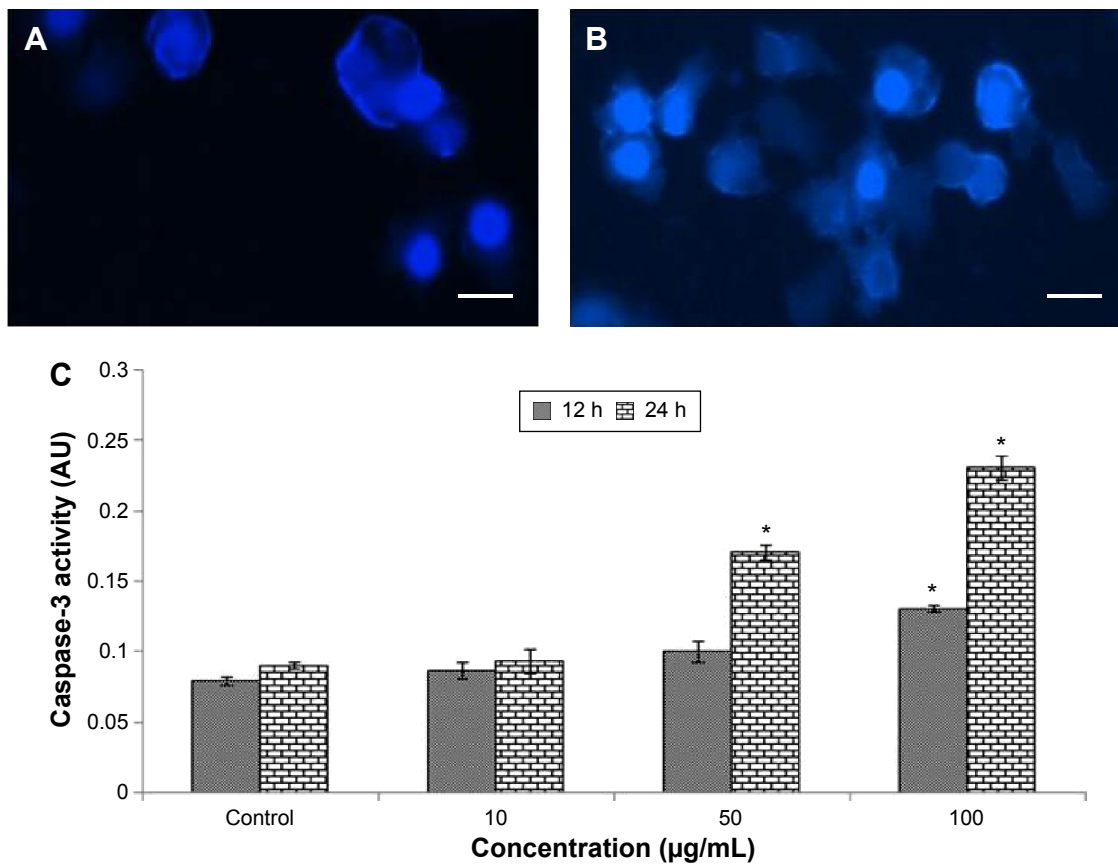 A
B
C
0.3
0.25
0.2
0.15
0.1
0.05
0
Caspase-3 activity (AU)
12 h 24 h
*
*
*
Control 10 50 100
Concentration (µg/mL)